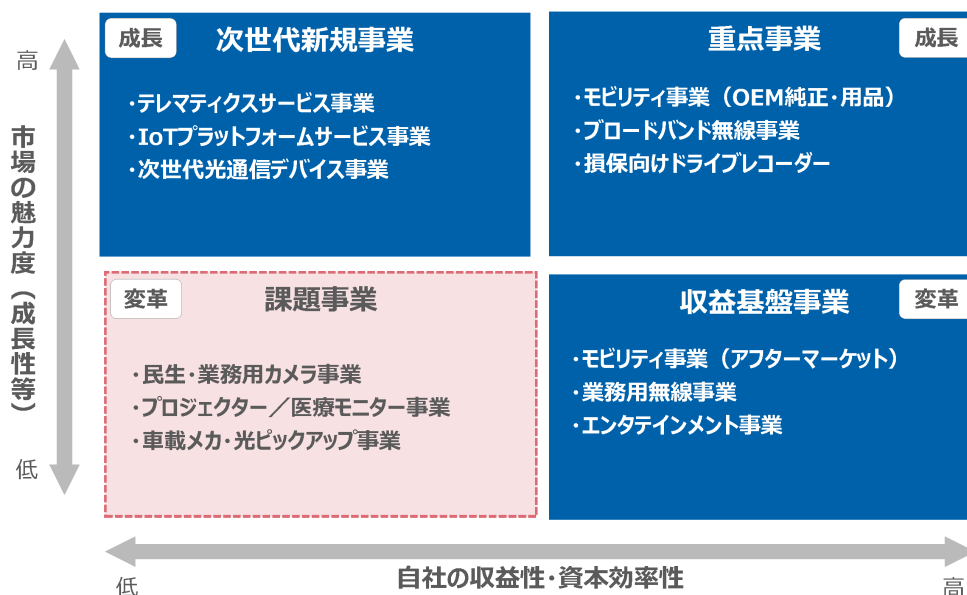 高
市場の魅力度（成長性等）
低
成長
次世代新規事業
・テレマティクスサービス事業
・IoTプラットフォームサービス事業
・次世代光通信デバイス事業
重点事業
成長
・モビリティ事業（OEM純正・用品）
・ブロードバンド無線事業
・損保向けドライブレコーダー
変革
課題事業
・民生・業務用カメラ事業
・プロジェクター／医療モニター事業
・車載メカ・光ピックアップ事業
収益基盤事業
変革
・モビリティ事業（アフターマーケット）
・業務用無線事業
・エンタテインメント事業
低
自社の収益性・資本効率性
高